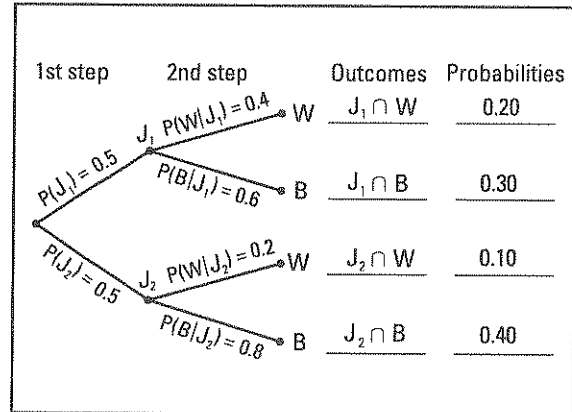 1st step 2nd step Outcomes Probabilities
J₁ P(W|J₁) = 0.4 W J₁ ∩ W 0.20
P(J₁) = 0.5 P(B|J₁) = 0.6 B J₁ ∩ B 0.30
P(J₂) = 0.5 J₂ P(W|J₂) = 0.2 W J₂ ∩ W 0.10
P(B|J₂) = 0.8 B J₂ ∩ B 0.40